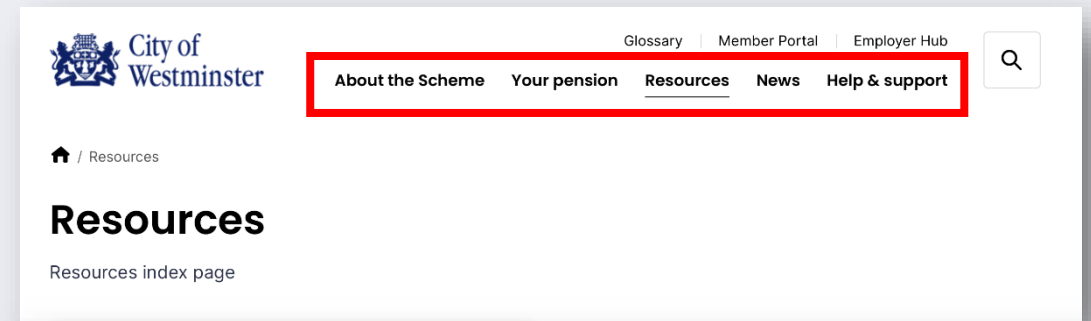 City of
Westminster
Glossary | Member Portal | Employer Hub
About the Scheme Your pension Resources News Help & support
/ Resources
Resources
Resources index page